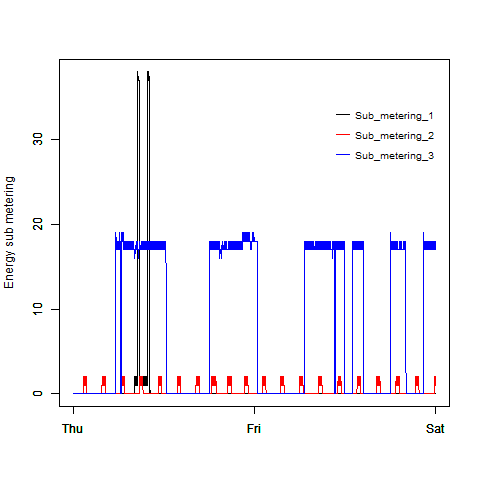 Sub_metering_1
Sub_metering_2
Sub_metering_3
Energy sub metering
30
20
10
0
Thu Fri Sat